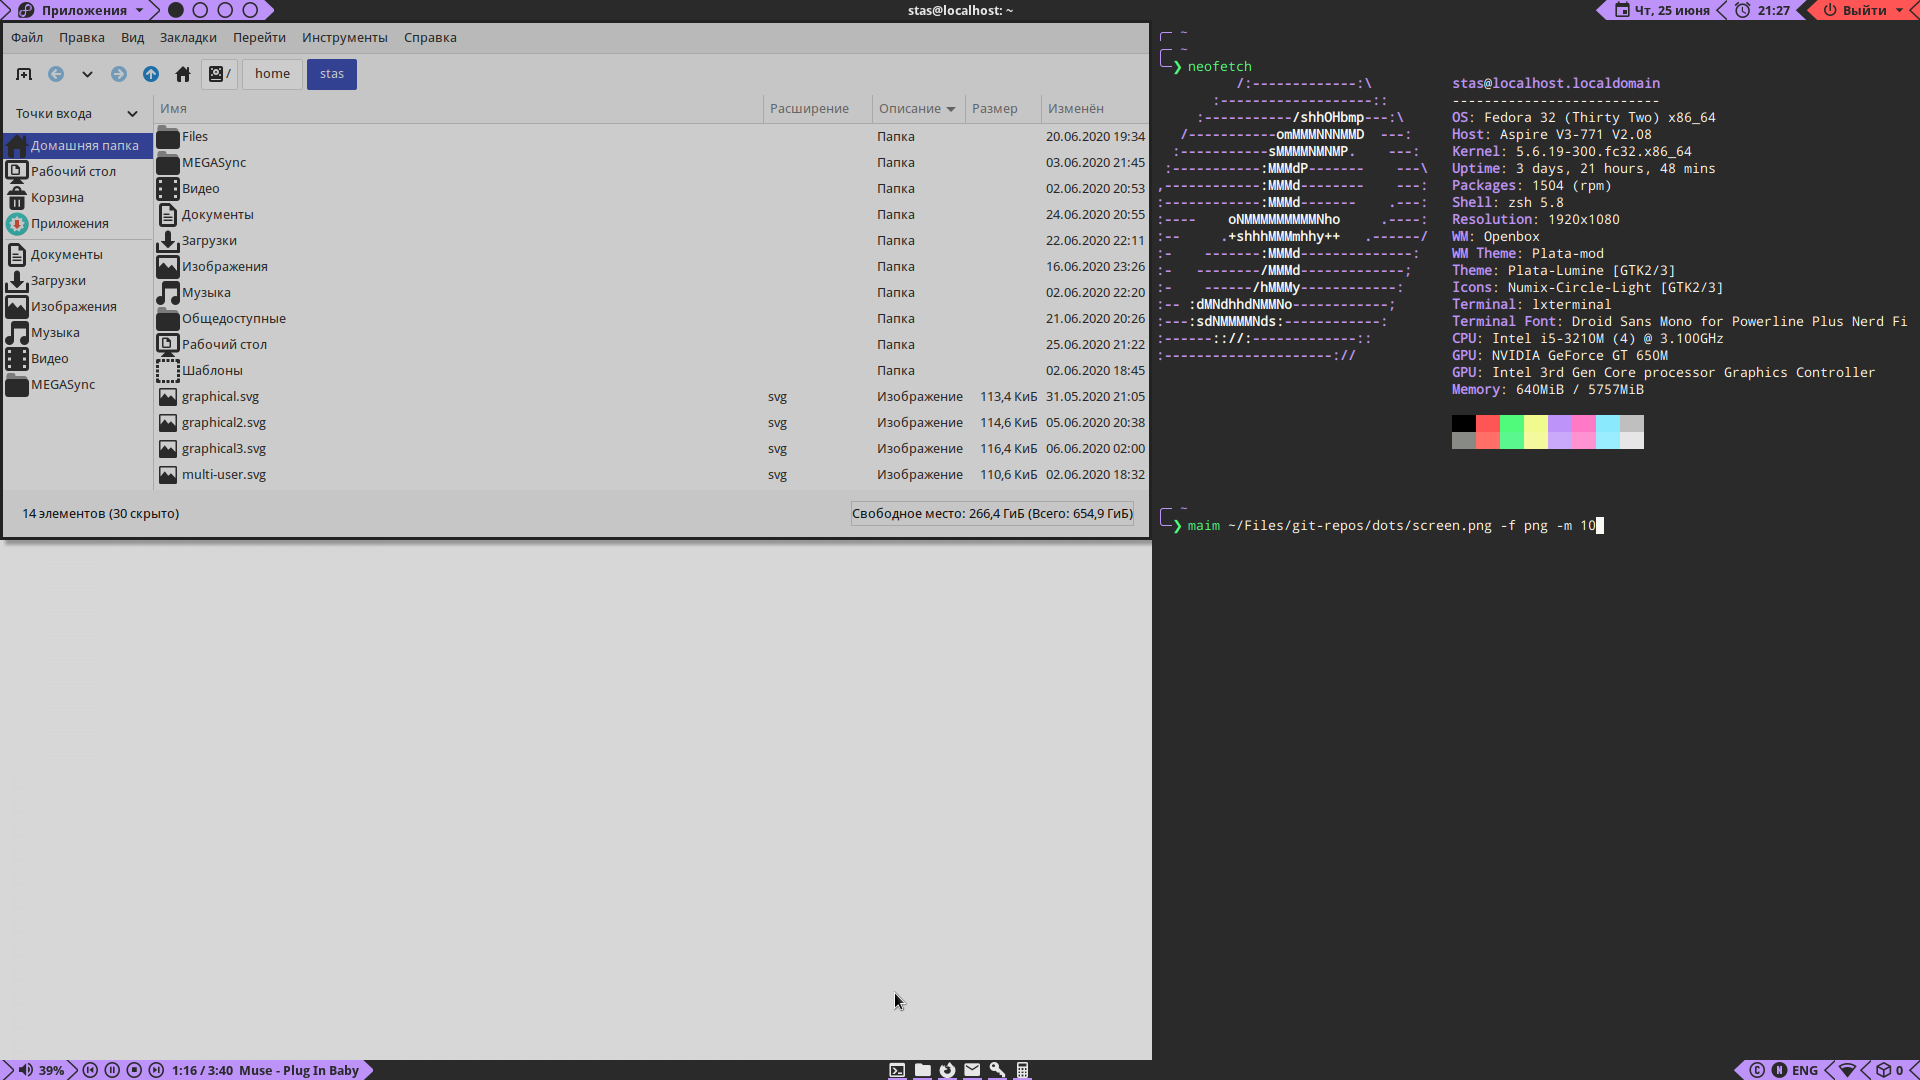 Приложения
stas@localhost: ~
Чт, 25 июня
21:27
Выйти
Файл Правка Вид Закладки Перейти Инструменты Справка
/ home stas
Точки входа
Домашняя папка
Рабочий стол
Корзина
Приложения
Документы
Загрузки
Изображения
Музыка
Видео
MEGASync
Имя Расширение Описание Размер Изменён
Files Папка 20.06.2020 19:34
MEGASync Папка 03.06.2020 21:45
Видео Папка 02.06.2020 20:53
Документы Папка 24.06.2020 20:55
Загрузки Папка 22.06.2020 22:11
Изображения Папка 16.06.2020 23:26
Музыка Папка 02.06.2020 22:20
Общедоступные Папка 21.06.2020 20:26
Рабочий стол Папка 25.06.2020 21:22
Шаблоны Папка 02.06.2020 18:45
graphical.svg svg Изображение 113,4 КиБ 31.05.2020 21:05
graphical2.svg svg Изображение 114,6 КиБ 05.06.2020 20:38
graphical3.svg svg Изображение 116,4 КиБ 06.06.2020 02:00
multi-user.svg svg Изображение 110,6 КиБ 02.06.2020 18:32
14 элементов (30 скрыто)
Свободное место: 266,4 ГиБ (Всего: 654,9 ГиБ)
~
~
❯ neofetch
/:-------------:\
:-------------------::
:-----------/shhOHbmp---:\
/-----------omMMMNNNMMD  ---:
:-----------sMMMMNMNMP.    ---:
:-----------:MMMdP-------    ---\
,------------:MMMd--------    ---:
:------------:MMMd-------    .---:
:----    oNMMMMMMMMMNho     .----:
:--     .+shhhMMMmhhy++   .------/
:-    -------:MMMd--------------:
:-   --------/MMMd-------------;
:-    ------/hMMMy------------:
:-- :dMNdhhdNMMNo------------;
:---:sdNMMMMNds:------------:
:------:://:-------------::
:---------------------://
stas@localhost.localdomain
--------------------------
OS: Fedora 32 (Thirty Two) x86_64
Host: Aspire V3-771 V2.08
Kernel: 5.6.19-300.fc32.x86_64
Uptime: 3 days, 21 hours, 48 mins
Packages: 1504 (rpm)
Shell: zsh 5.8
Resolution: 1920x1080
WM: Openbox
WM Theme: Plata-mod
Theme: Plata-Lumine [GTK2/3]
Icons: Numix-Circle-Light [GTK2/3]
Terminal: lxterminal
Terminal Font: Droid Sans Mono for Powerline Plus Nerd Fi
CPU: Intel i5-3210M (4) @ 3.100GHz
GPU: NVIDIA GeForce GT 650M
GPU: Intel 3rd Gen Core processor Graphics Controller
Memory: 640MiB / 5757MiB
~
❯ maim ~/Files/git-repos/dots/screen.png -f png -m 10
39%
1:16 / 3:40 Muse - Plug In Baby
C N ENG
0